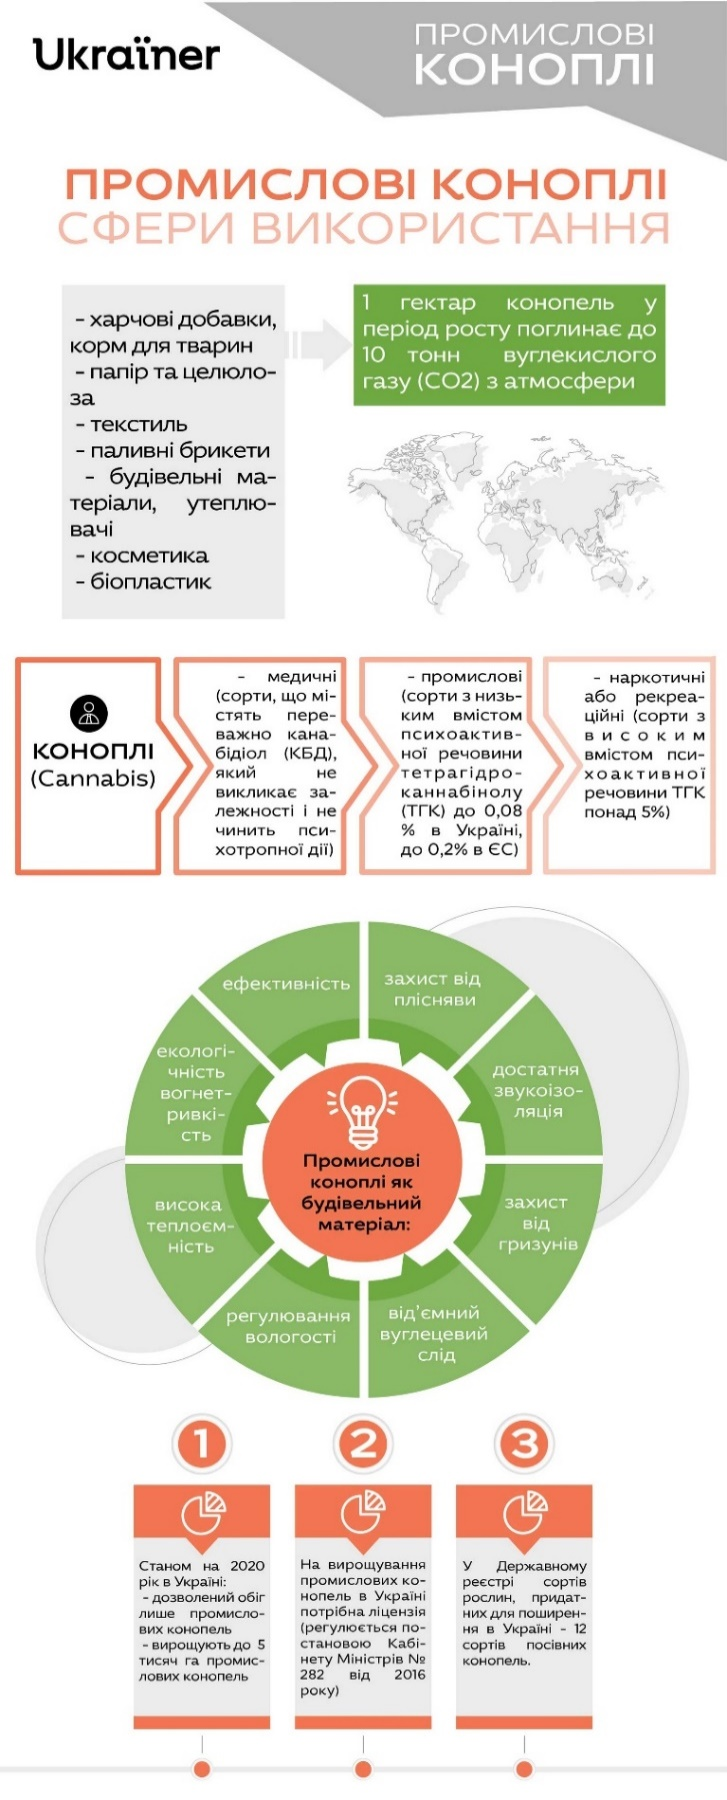 Ukraїner
ПРОМИСЛОВІ
КОНОПЛІ
ПРОМИСЛОВІ КОНОПЛІ
СФЕРИ ВИКОРИСТАННЯ
- харчові добавки,
корм для тварин
- папір та целюло-
за
- текстиль
- паливні брикети
- будівельні ма-
теріали, утеплю-
вачі
- косметика
- біопластик
1 гектар конопель у
період росту поглинає до
10 тонн вуглекислого
газу (СО2) з атмосфери
КОНОПЛІ
(Cannabis)
- медичні
(сорти, що мі-
стять пере-
важно кана-
бідіол (КБД),
який не
викликає за-
лежності і не
чинить пси-
хотропної дії)
- промислові
(сорти з низь-
ким вмістом
психоактив-
ної речовини
тетрагідро-
каннабінолу
(ТГК) до 0,08
% в Україні,
до 0,2% в ЄС)
- наркотичні
або рекреа-
ційні (сорти з
високим
вмістом пси-
хоактивної
речовини ТГК
понад 5%)
ефективність
захист від
плісняви
екологі-
чність
вогнет-
ривкі-
сть
достатня
звукоізо-
ляція
Промислові
коноплі як
будівельний
матеріал:
висока
теплоєм-
ність
захист
від
гризунів
регулювання
вологості
від'ємний
вуглецевий
слід
1
2
3
Станом на 2020
рік в Україні:
- дозволений обіг
лише промисло-
вих конопель
- вирощують до 5
тисяч га промис-
лових конопель
На вирощування
промислових ко-
нопель в Україні
потрібна ліцензія
(регулюється по-
становою Кабі-
нету Міністрів №
282 від 2016
року)
У Державному
реєстрі сортів
рослин, придат-
них для поширен-
ня в Україні - 12
сортів посівних
конопель.